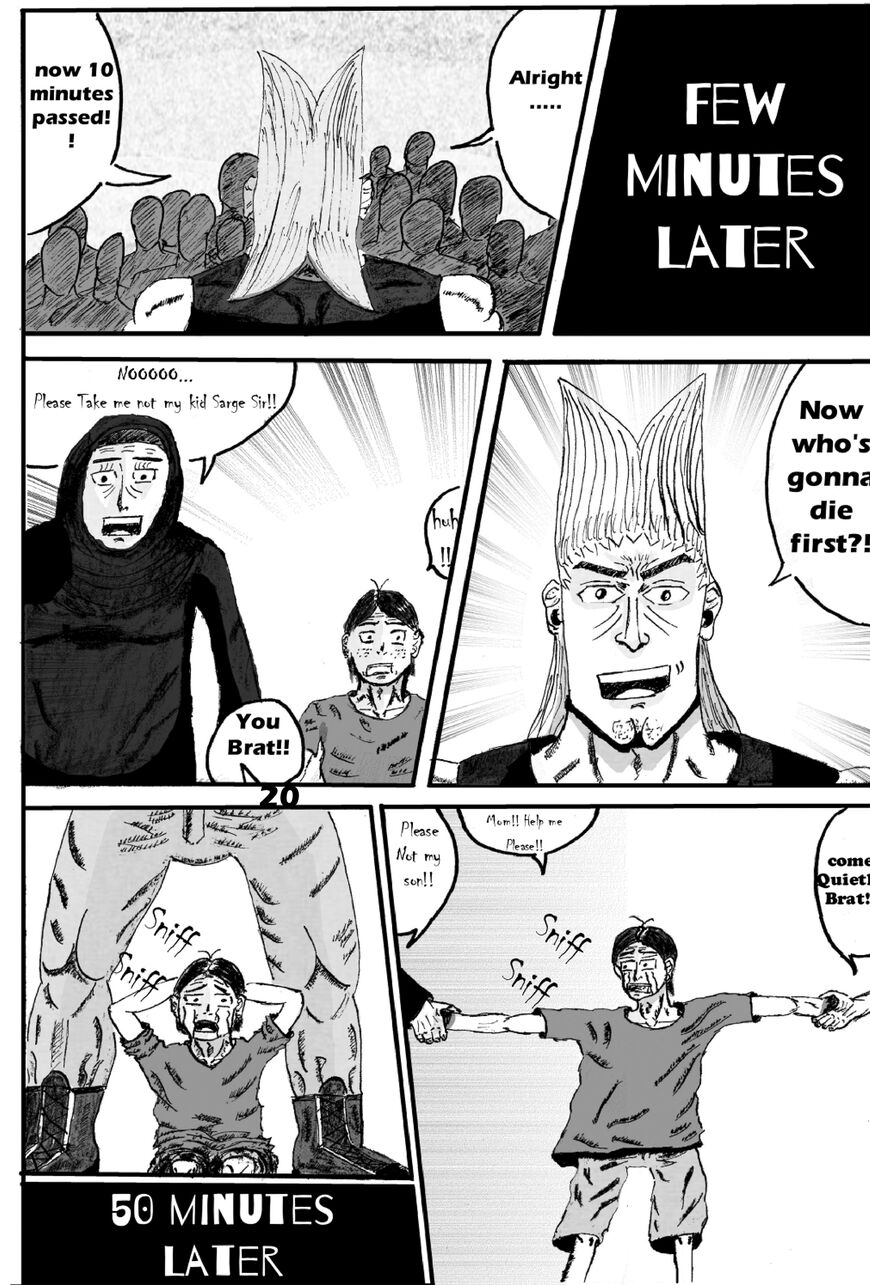 FEW
MINUTES
LATER
Alright
.....
now 10
minutes
passed!
!
Now
who's
gonna
die
first?!
You
Brat!!
huh
!!
NOOOOO...
Please Take me not my kid Sarge Sir!!
20
come
Quietl
Brat!
Mom!! Help me
Please!!
Please
Not my
son!!
Sniff
Sniff
Sniff
Sniff
50 MINUTES
LATER